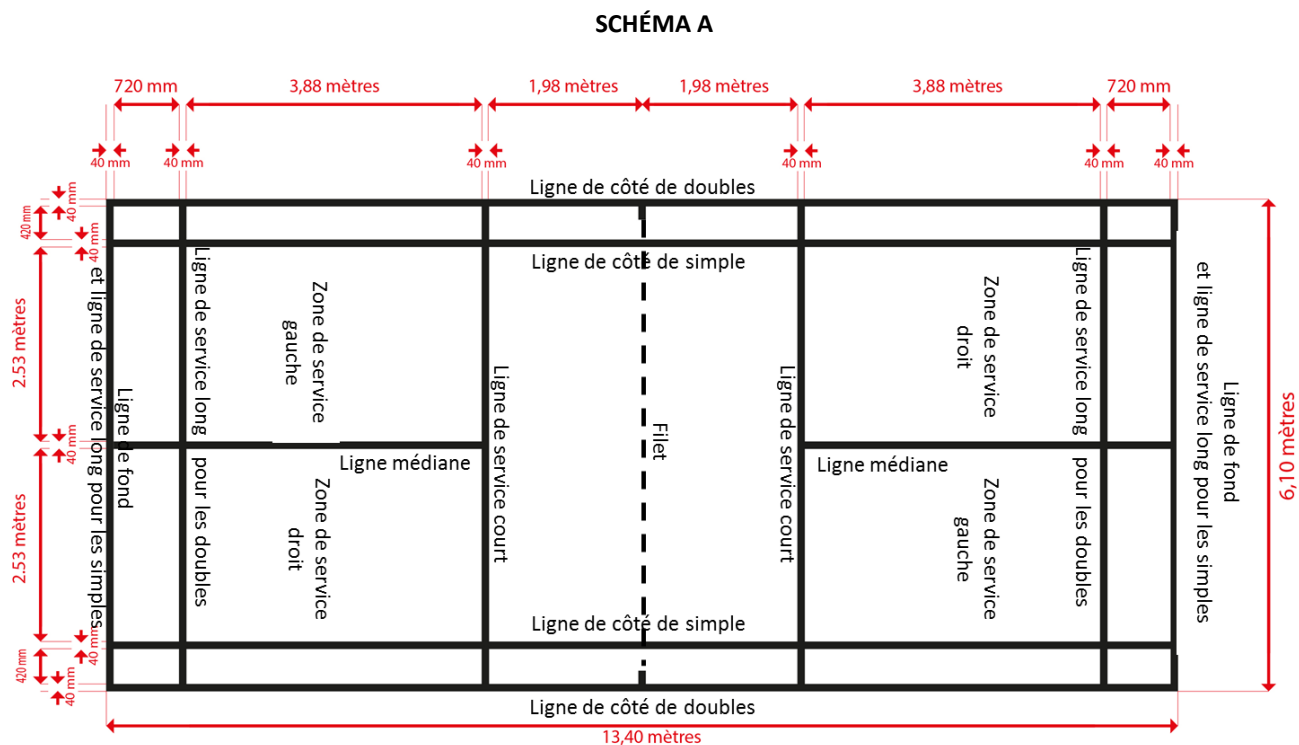 SCHÉMA A
720 mm
3,88 mètres
1,98 mètres
1,98 mètres
3,88 mètres
720 mm
40 mm
40 mm
40 mm
40 mm
40 mm
40 mm
Ligne de côté de doubles
40 mm
420 mm
40 mm
Ligne de côté de simple
2.53 mètres
Ligne de fond
et ligne de service long pour les simples
Ligne de service long pour les doubles
Zone de service
gauche
Ligne de service court
Filet
Ligne de service court
Zone de service
droit
Ligne de service long pour les doubles
Ligne de fond
et ligne de service long pour les simples
6,10 mètres
40 mm
Ligne médiane
Ligne médiane
2.53 mètres
Zone de service
droit
Zone de service
gauche
Ligne de côté de simple
40 mm
420 mm
40 mm
Ligne de côté de doubles
13,40 mètres